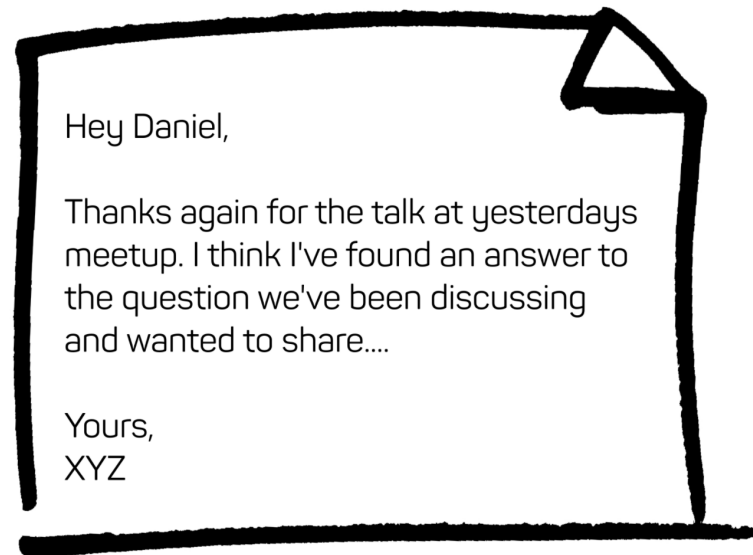 Hey Daniel,
Thanks again for the talk at yesterdays
meetup. I think I've found an answer to
the question we've been discussing
and wanted to share....
Yours,
XYZ